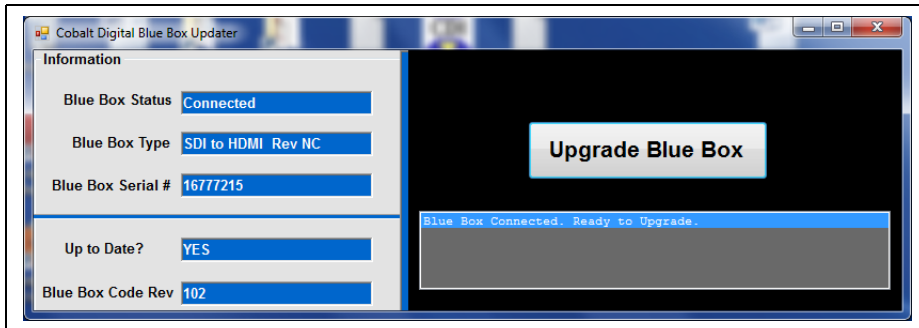 Cobalt Digital Blue Box Updater
Information
Blue Box Status Connected
Blue Box Type SDI to HDMI Rev NC
Blue Box Serial # 16777215
Up to Date? YES
Blue Box Code Rev 102
Upgrade Blue Box
Blue Box Connected. Ready to Upgrade.